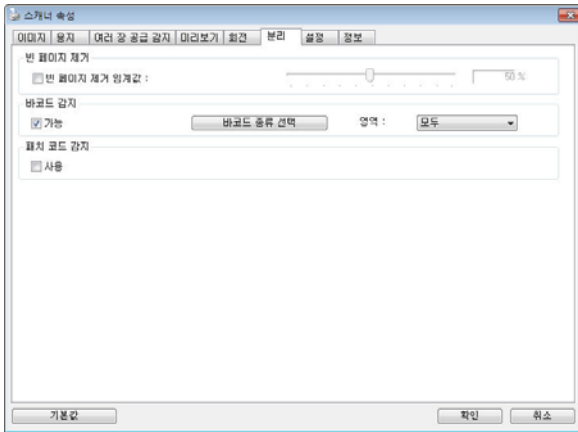 스캐너 속성
이미지 용지 여러 장 공급 감지 미리보기 회전 분리 설정 정보
빈 페이지 제거
빈 페이지 제거 임계값 : 50 %
바코드 감지
가능 바코드 종류 선택 영역 : 모두
패치 코드 감지
사용
기본값 확인 취소